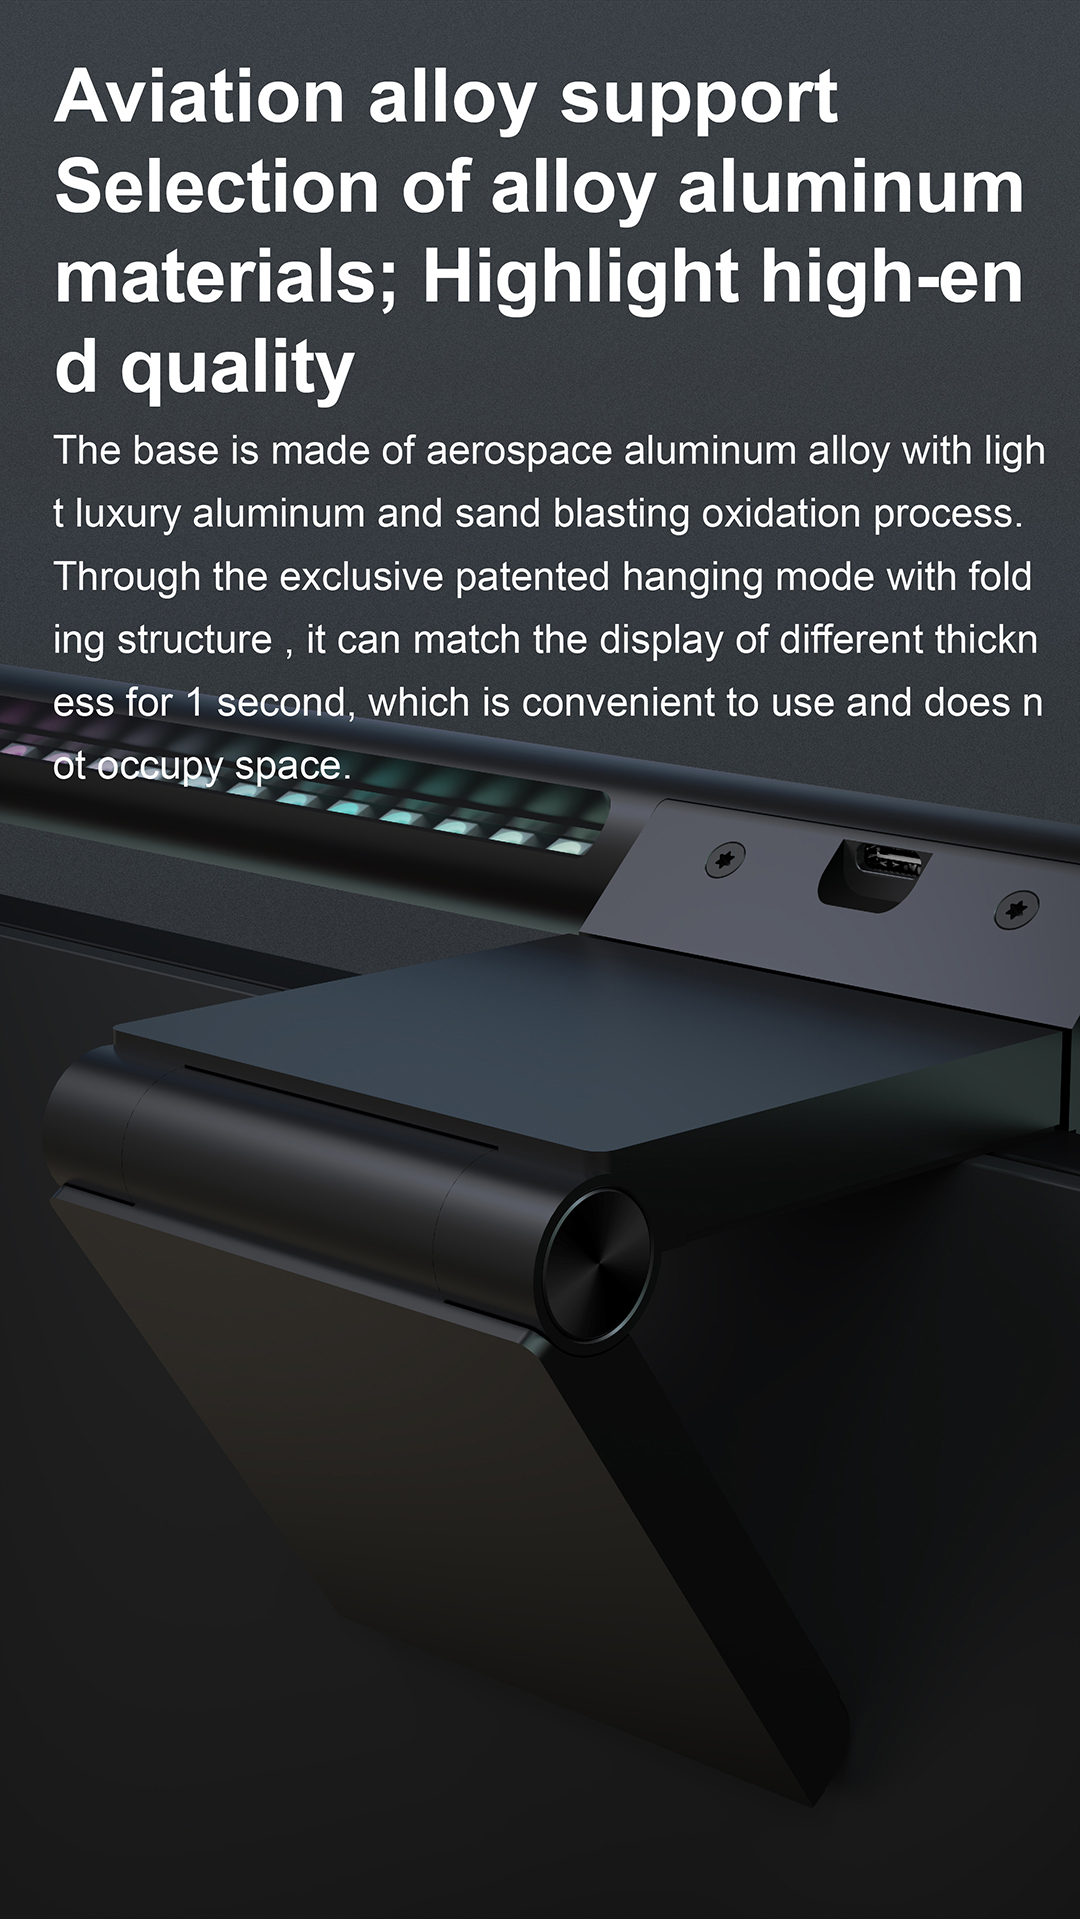 Aviation alloy support
Selection of alloy aluminum
materials; Highlight high-en
d quality
The base is made of aerospace aluminum alloy with ligh
t luxury aluminum and sand blasting oxidation process.
Through the exclusive patented hanging mode with fold
ing structure , it can match the display of different thickn
ess for 1 second, which is convenient to use and does n
ot occupy space.